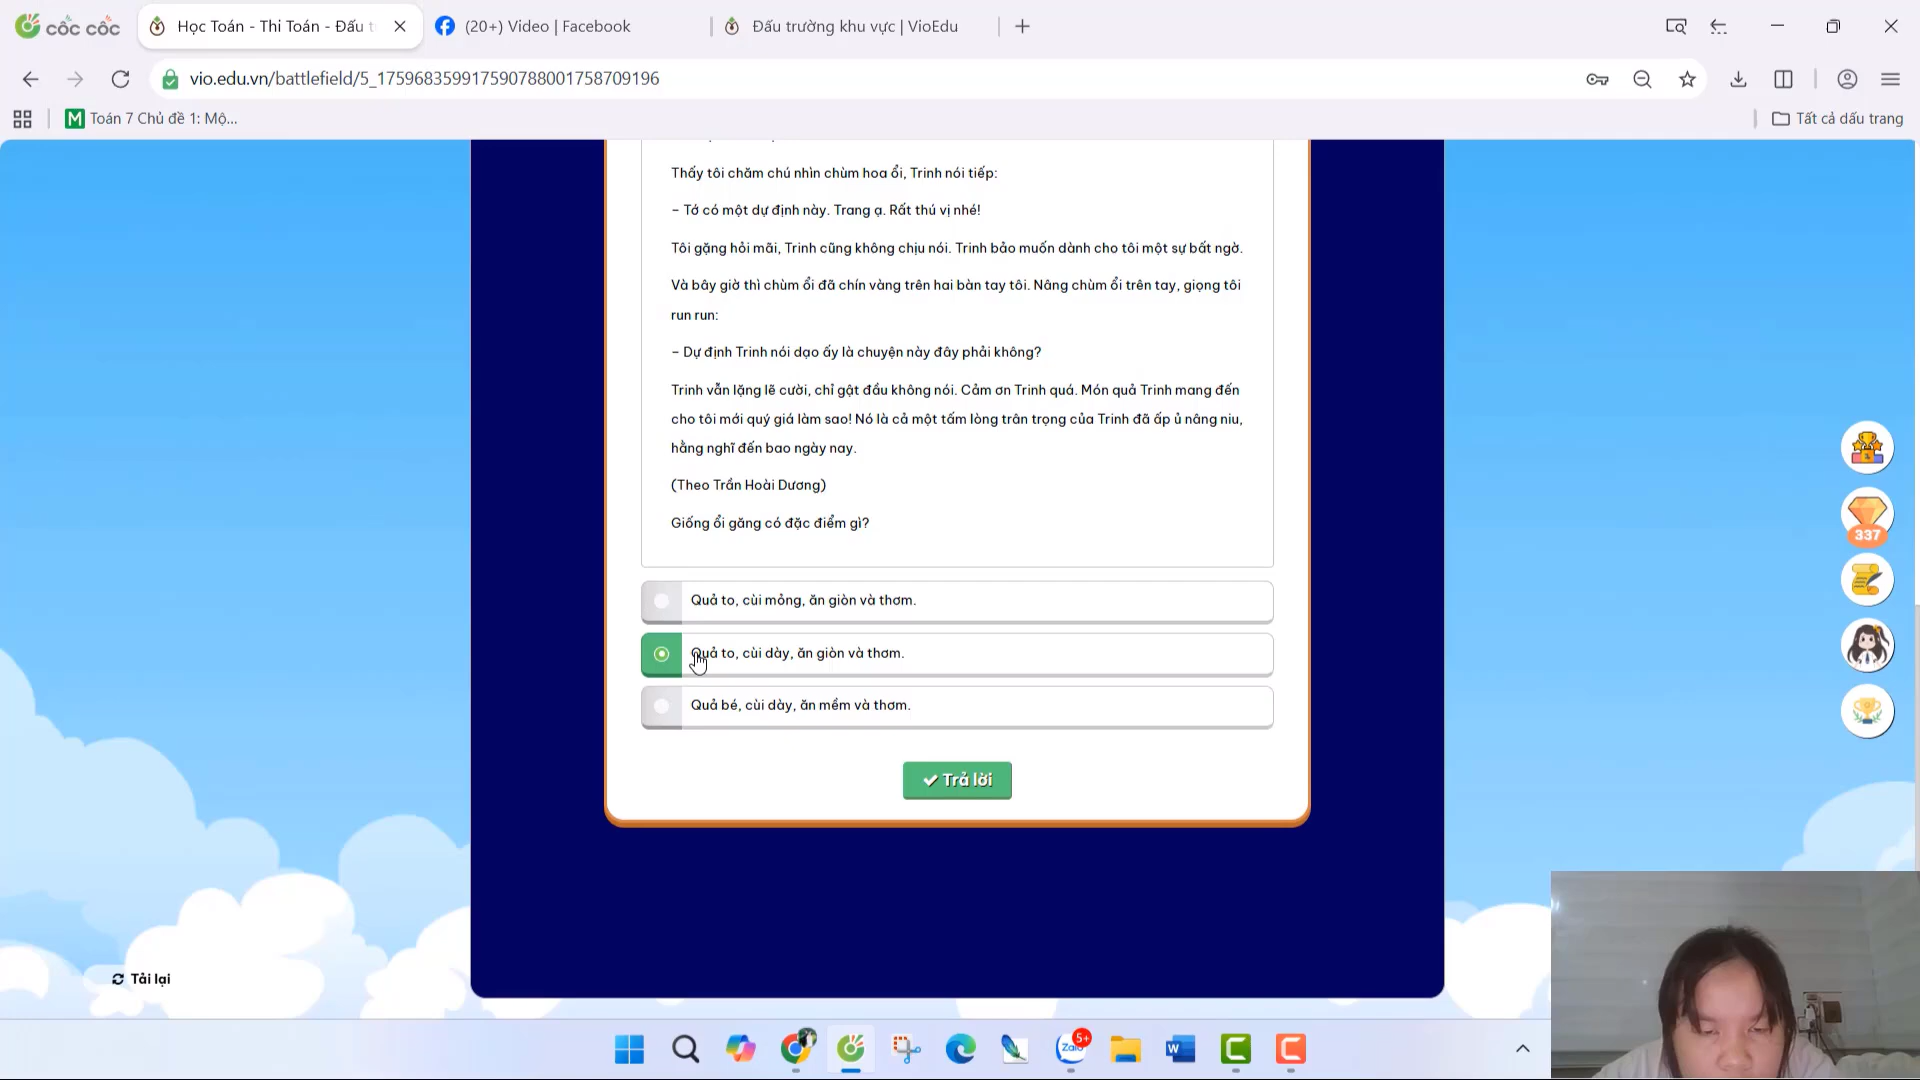 cốc cốc
Học Toán - Thi Toán - Đấu t
(20+) Video | Facebook
Đấu trường khu vực | VioEdu
vio.edu.vn/battlefield/5_175968359917590788001758709196
Toán 7 Chủ đề 1: Mộ...
Tất cả dấu trang
Thấy tôi chăm chú nhìn chùm hoa ổi, Trinh nói tiếp:
– Tớ có một dự định này. Trang ạ. Rất thú vị nhé!
Tôi gặng hỏi mãi, Trinh cũng không chịu nói. Trinh bảo muốn dành cho tôi một sự bất ngờ.
Và bây giờ thì chùm ổi đã chín vàng trên hai bàn tay tôi. Nâng chùm ổi trên tay, giọng tôi
run run:
– Dự định Trinh nói dạo ấy là chuyện này đây phải không?
Trinh vẫn lặng lẽ cười, chỉ gật đầu không nói. Cảm ơn Trinh quá. Món quả Trinh mang đến
cho tôi mới quý giá làm sao! Nó là cả một tấm lòng trân trọng của Trinh đã ấp ủ nâng niu,
hằng nghĩ đến bao ngày nay.
(Theo Trần Hoài Dương)
Giống ổi găng có đặc điểm gì?
Quả to, cùi mỏng, ăn giòn và thơm.
Quả to, cùi dày, ăn giòn và thơm.
Quả bé, cùi dày, ăn mềm và thơm.
Trả lời
337
Tải lại
Zalo
5+